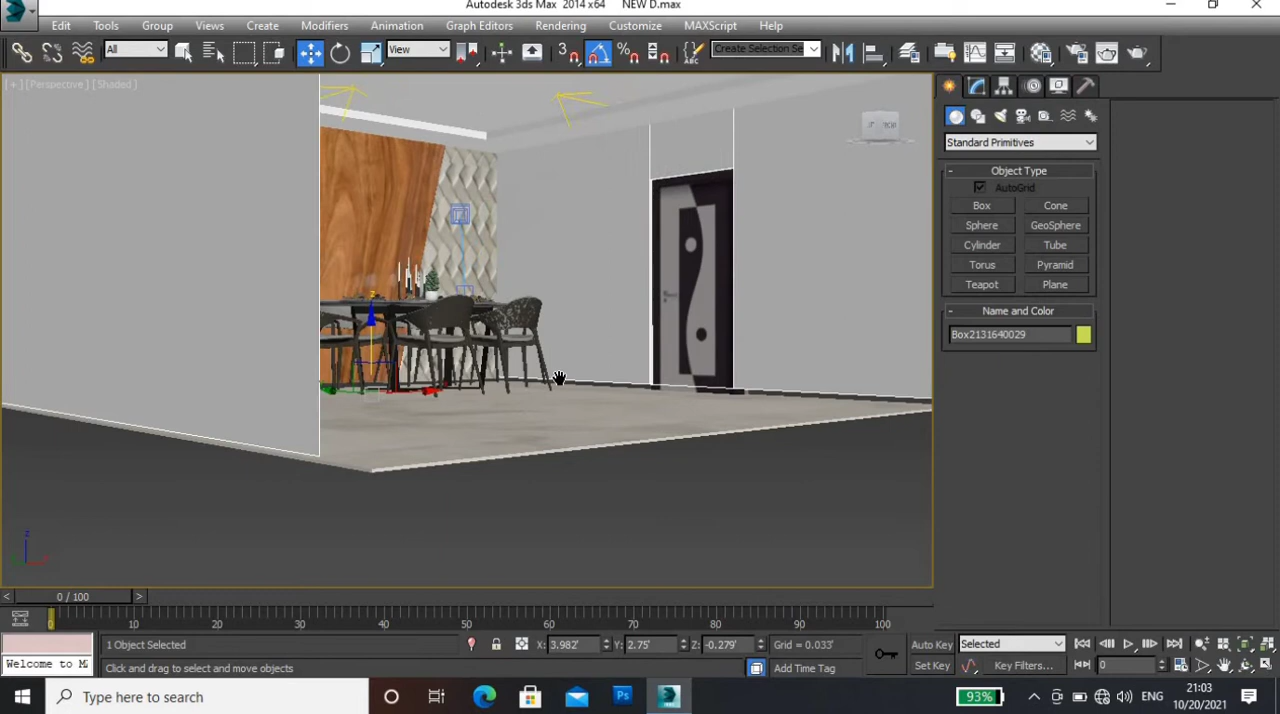 Autodesk 3ds Max 2014 x64 NEW D.max
Edit Tools Group Views Create Modifiers Animation Graph Editors Rendering Customize MAXScript Help
All View 3 Create Selection Se
[+] [Perspective] [Shaded]
Standard Primitives
- Object Type
AutoGrid
Box Cone
Sphere GeoSphere
Cylinder Tube
Torus Pyramid
Teapot Plane
- Name and Color
Box2131640029
< 0 / 100 >
0 10 20 30 40 50 60 70 80 90 100
1 Object Selected X: 3.982' Y: 2.75' Z: -0.279' Grid = 0.033' Auto Key Selected
Welcome to M Click and drag to select and move objects Add Time Tag Set Key Key Filters... 0
Type here to search 93% ENG 21:03
10/20/2021